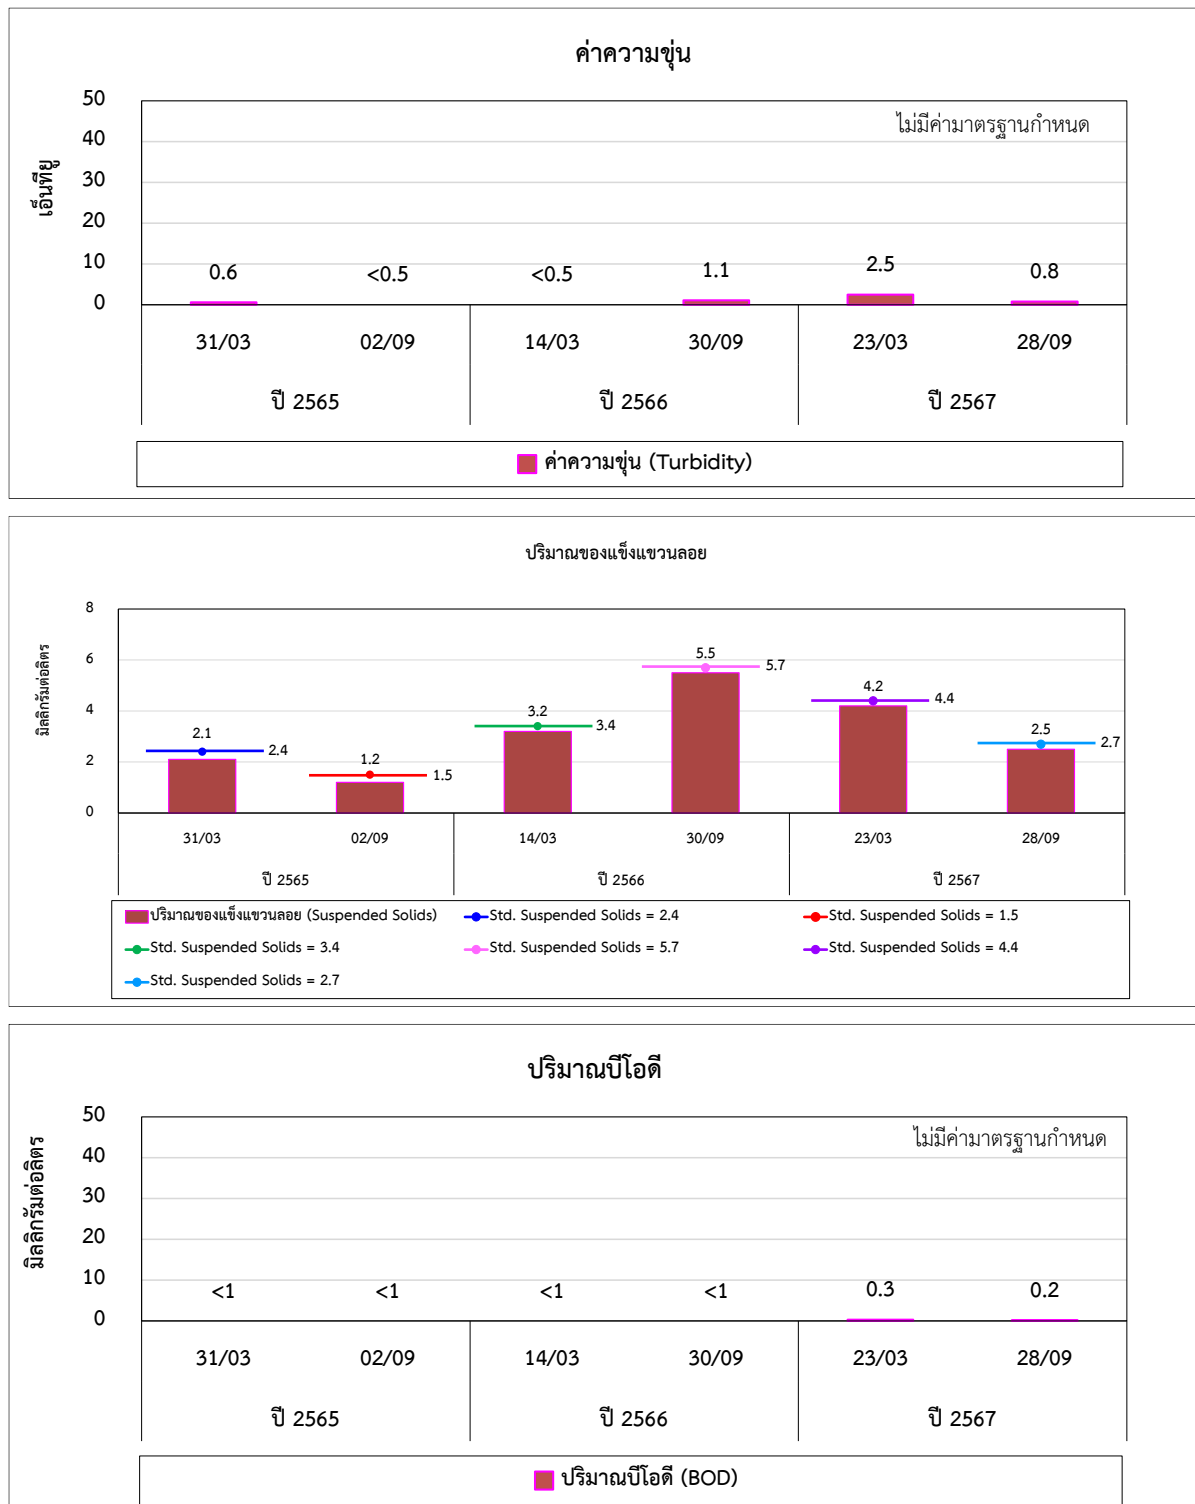 ค่าความขุ่น
เอ็นทียู
50
40
30
20
10
0
ไม่มีค่ามาตรฐานกำหนด
0.6 <0.5 <0.5 1.1 2.5 0.8
31/03 02/09 14/03 30/09 23/03 28/09
ปี 2565 ปี 2566 ปี 2567
ค่าความขุ่น (Turbidity)
ปริมาณของแข็งแขวนลอย
มิลลิกรัมต่อลิตร
8
6
4
2
0
2.1 1.2 3.2 5.5 4.2 2.5
2.4 1.5 3.4 5.7 4.4 2.7
31/03 02/09 14/03 30/09 23/03 28/09
ปี 2565 ปี 2566 ปี 2567
ปริมาณของแข็งแขวนลอย (Suspended Solids) Std. Suspended Solids = 2.4 Std. Suspended Solids = 1.5
Std. Suspended Solids = 3.4 Std. Suspended Solids = 5.7 Std. Suspended Solids = 4.4
Std. Suspended Solids = 2.7
ปริมาณบีโอดี
มิลลิกรัมต่อลิตร
50
40
30
20
10
0
ไม่มีค่ามาตรฐานกำหนด
<1 <1 <1 <1 0.3 0.2
31/03 02/09 14/03 30/09 23/03 28/09
ปี 2565 ปี 2566 ปี 2567
ปริมาณบีโอดี (BOD)